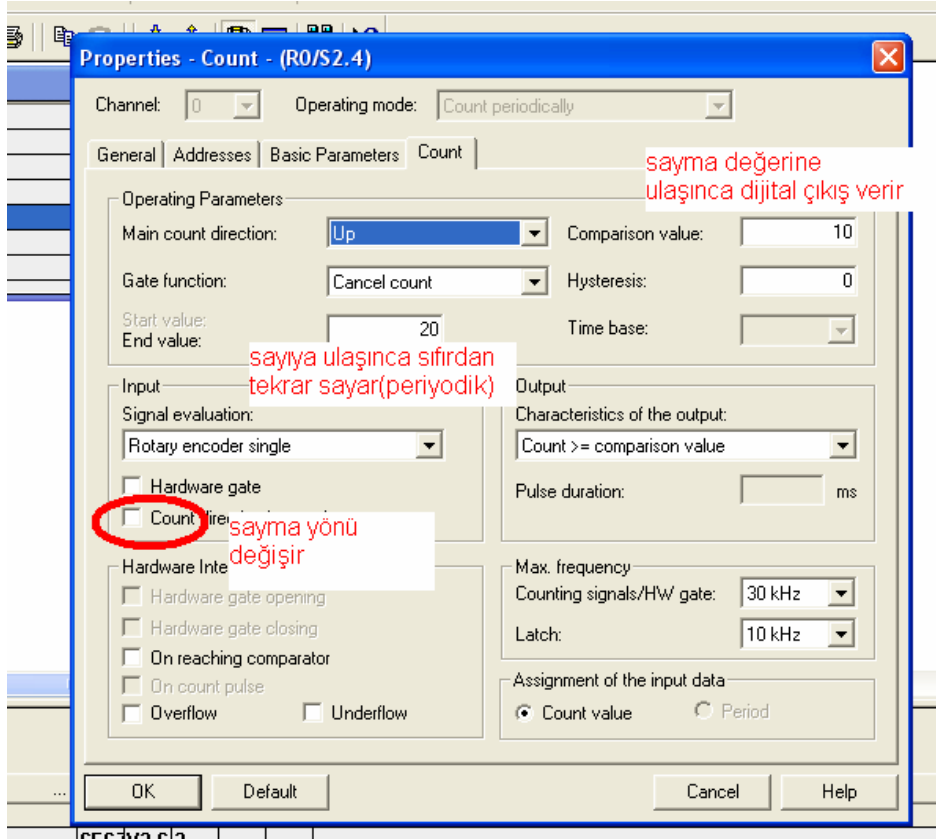 Properties - Count - (R0/S2.4)
Channel: 0 Operating mode: Count periodically
General Addresses Basic Parameters Count
sayma değerine
ulaşınca dijital çıkış verir
Operating Parameters
Main count direction: Up Comparison value: 10
Gate function: Cancel count Hysteresis: 0
Start value:
End value: 20 Time base:
sayıya ulaşınca sıfırdan
tekrar sayar(periyodik)
Input
Signal evaluation:
Rotary encoder single
Hardware gate
Count
sayma yönü
değişir
Output
Characteristics of the output:
Count >= comparison value
Pulse duration: ms
Hardware
Hardware gate opening
Hardware gate closing
On reaching comparator
On count pulse
Overflow Underflow
Max. frequency
Counting signals/HW gate: 30 kHz
Latch: 10 kHz
Assignment of the input data
Count value Period
... OK Default Cancel Help